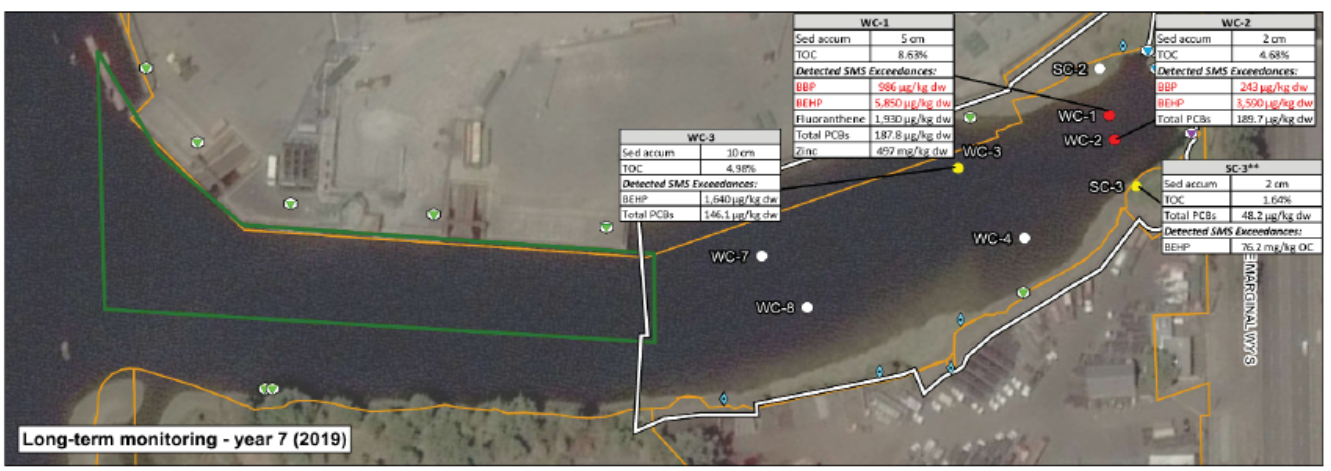 WC-1
Sed accum 5 cm
TOC 8.63%
Detected SMS Exceedances:
BBP 986 µg/kg dw
BEHP 5,850 µg/kg dw
Fluoranthene 1,930 µg/kg dw
Total PCBs 187.8 µg/kg dw
Zinc 497 mg/kg dw
WC-2
Sed accum 2 cm
TOC 4.68%
Detected SMS Exceedances:
BBP 243 µg/kg dw
BEHP 3,590 µg/kg dw
Total PCBs 189.7 µg/kg dw
WC-3
Sed accum 10 cm
TOC 4.98%
Detected SMS Exceedances:
BEHP 1,640 µg/kg dw
Total PCBs 146.1 µg/kg dw
SC-3**
Sed accum 2 cm
TOC 1.64%
Total PCBs 48.2 µg/kg dw
Detected SMS Exceedances:
BEHP 76.2 mg/kg OC
SC-2
WC-1
WC-2
WC-3
SC-3
WC-4
WC-7
WC-8
E MARGINAL WY S
Long-term monitoring - year 7 (2019)